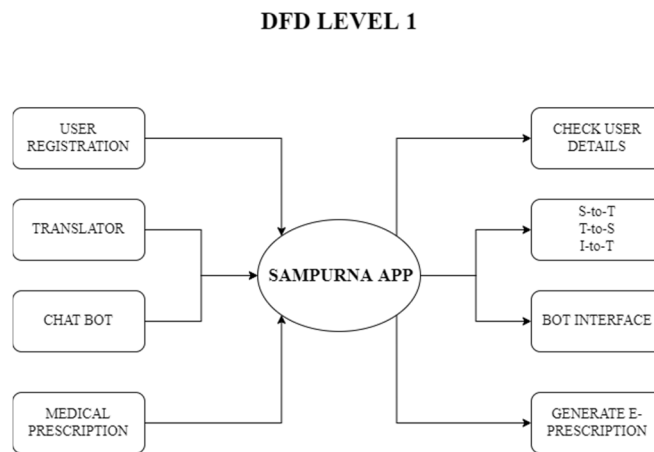 DFD LEVEL 1
USER
REGISTRATION
TRANSLATOR
CHAT BOT
MEDICAL
PRESCRIPTION
SAMPURNA APP
CHECK USER
DETAILS
S-to-T
T-to-S
I-to-T
BOT INTERFACE
GENERATE E-
PRESCRIPTION